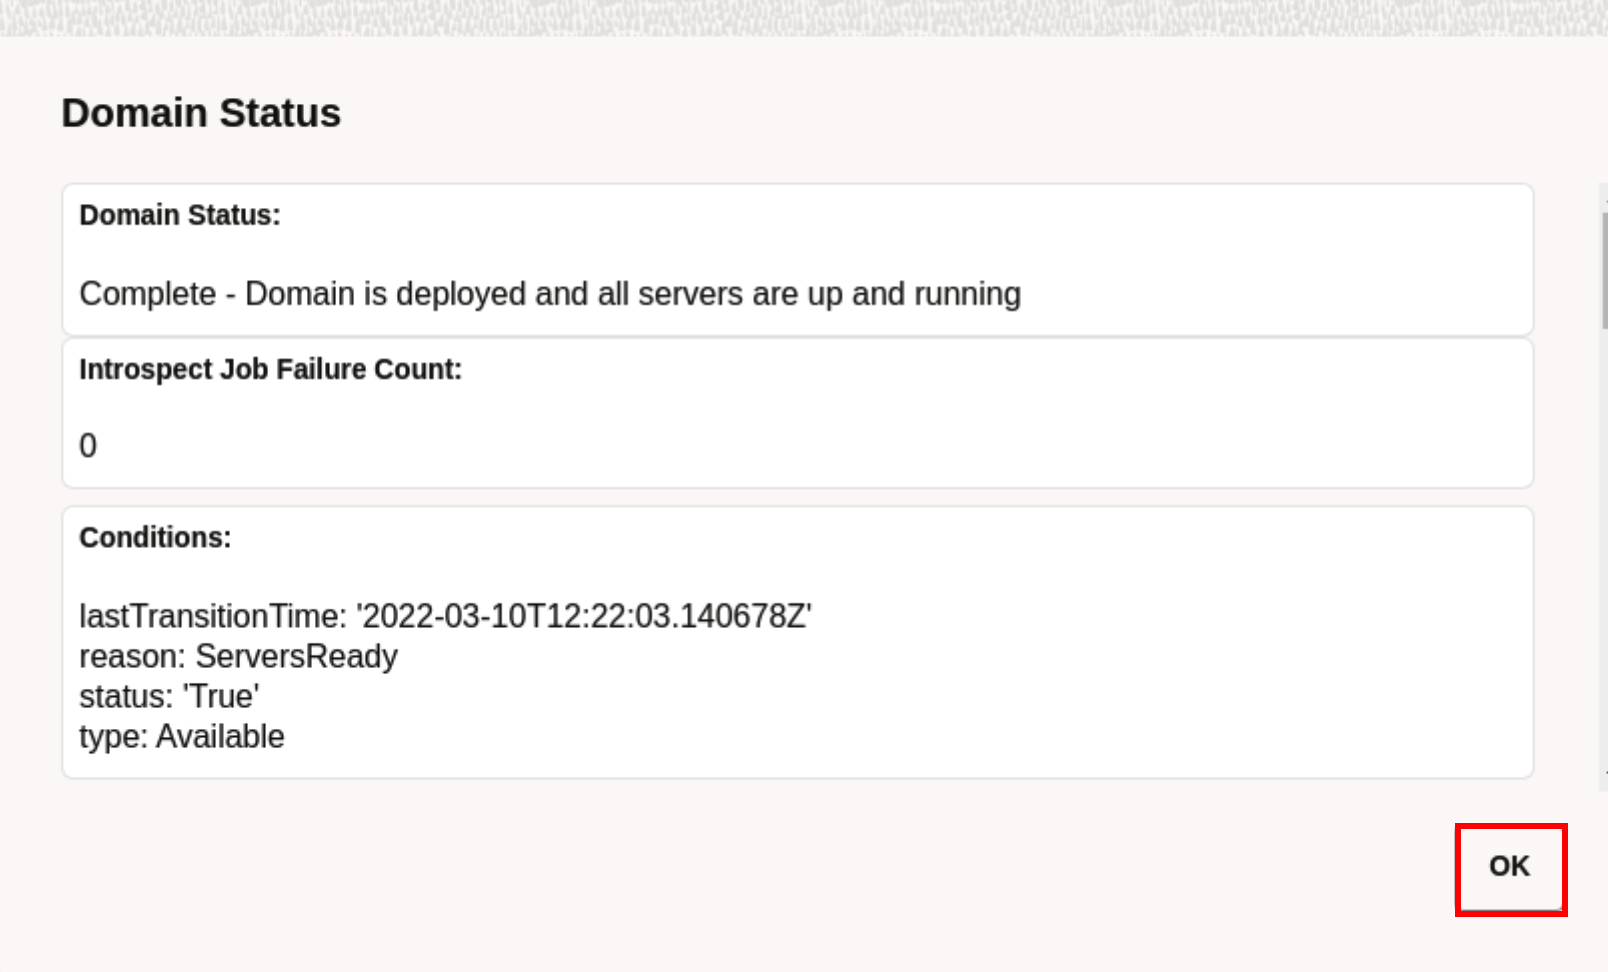 Domain Status
Domain Status:
Complete - Domain is deployed and all servers are up and running
Introspect Job Failure Count:
0
Conditions:
lastTransitionTime: '2022-03-10T12:22:03.140678Z'
reason: ServersReady
status: 'True'
type: Available
OK